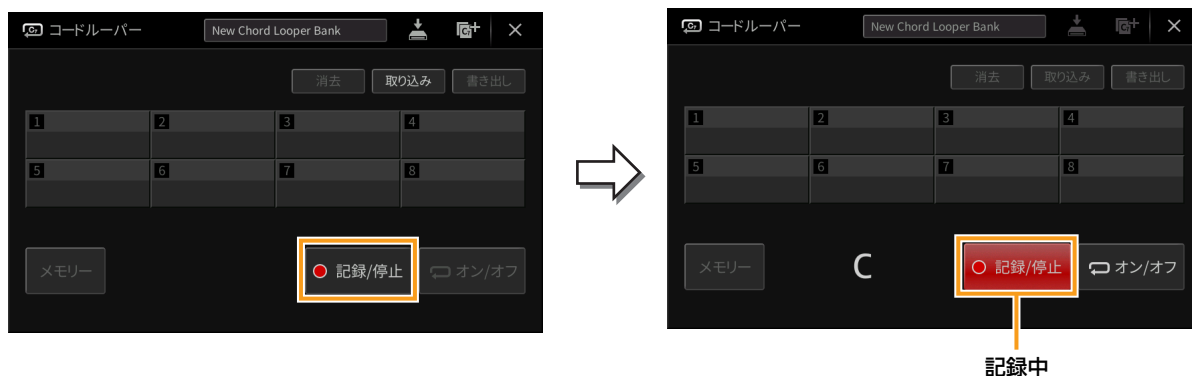 コードルーパー New Chord Looper Bank
消去 取り込み 書き出し
1 2 3 4
5 6 7 8
メモリー 記録/停止 オン/オフ
コードルーパー New Chord Looper Bank
消去 取り込み 書き出し
1 2 3 4
5 6 7 8
メモリー C 記録/停止 オン/オフ
記録中